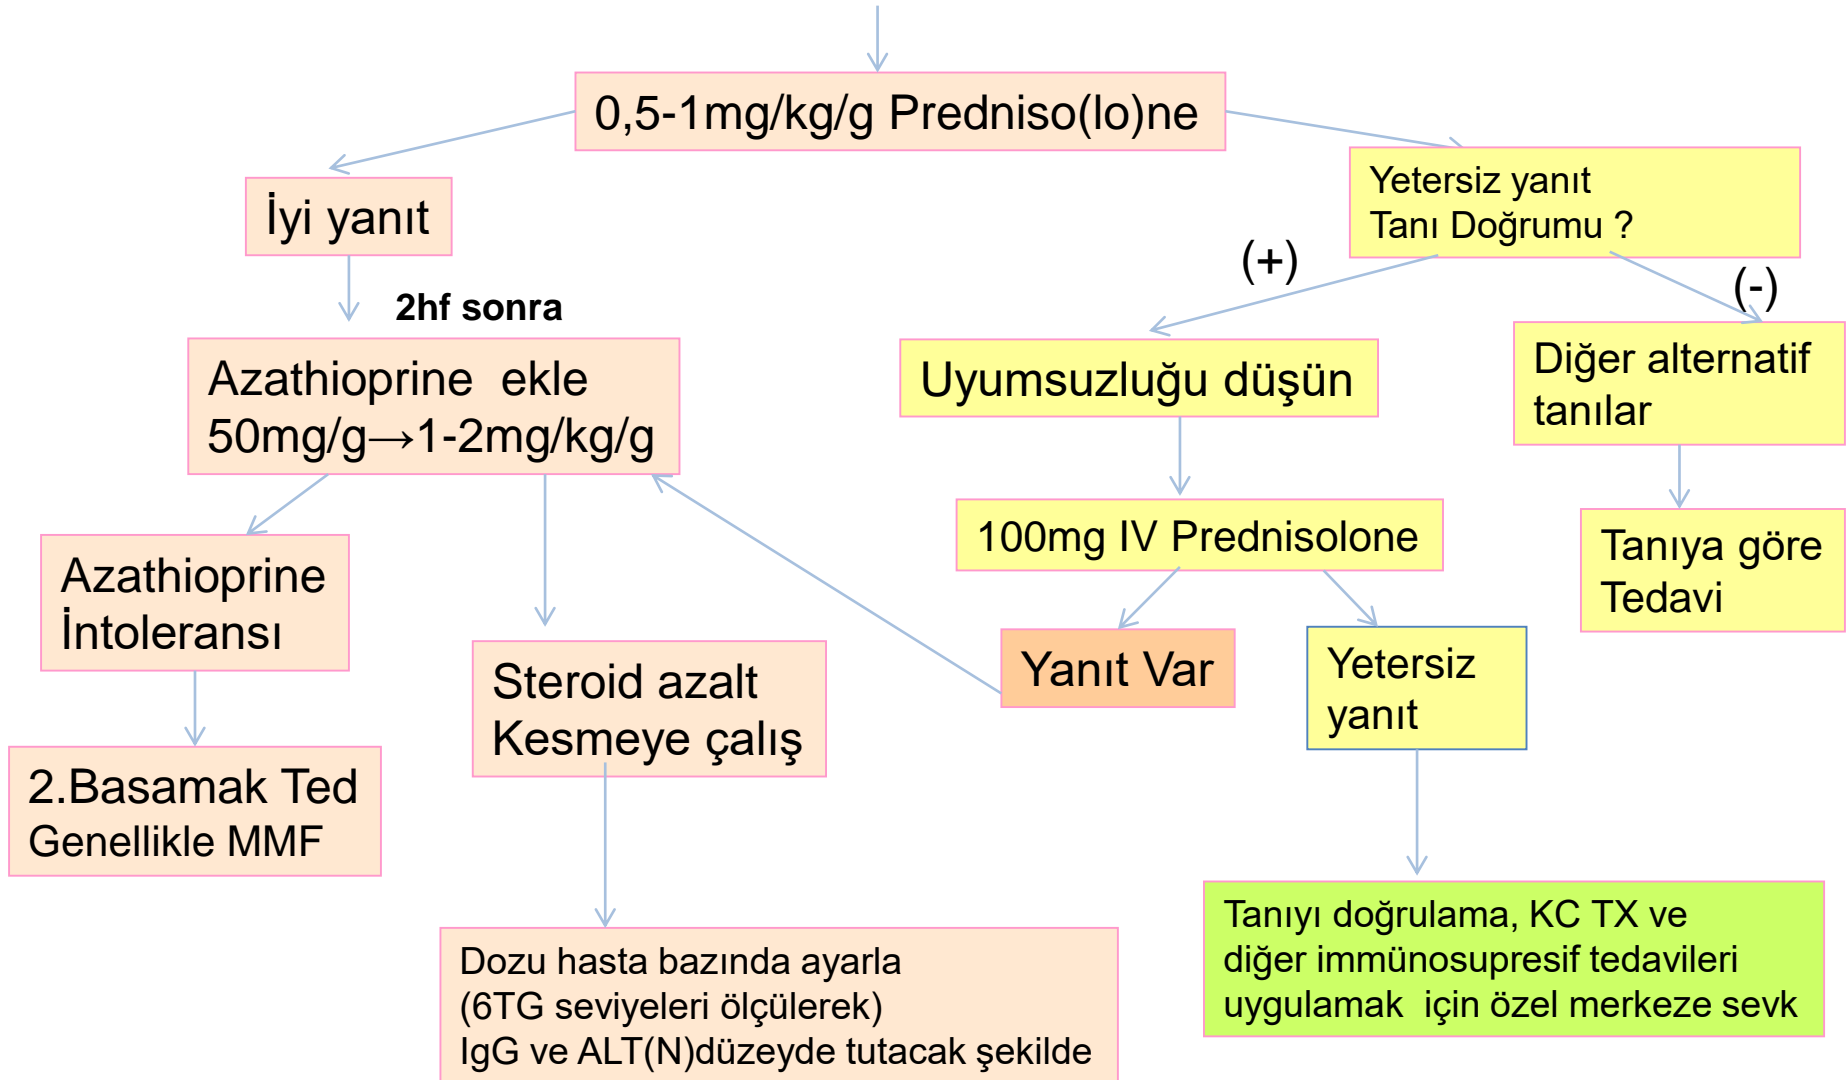 0,5-1mg/kg/g Predniso(lo)ne
İyi yanıt
Yetersiz yanıt
Tanı Doğrumu ?
(+)
(-)
2hf sonra
Azathioprine ekle
50mg/g→1-2mg/kg/g
Uyumsuzluğu düşün
Diğer alternatif
tanılar
100mg IV Prednisolone
Tanıya göre
Tedavi
Azathioprine
İntoleransı
Steroid azalt
Kesmeye çalış
Yanıt Var
Yetersiz
yanıt
2.Basamak Ted
Genellikle MMF
Dozu hasta bazında ayarla
(6TG seviyeleri ölçülerek)
IgG ve ALT(N)düzeyde tutacak şekilde
Tanıyı doğrulama, KC TX ve
diğer immünosupresif tedavileri
uygulamak için özel merkeze sevk